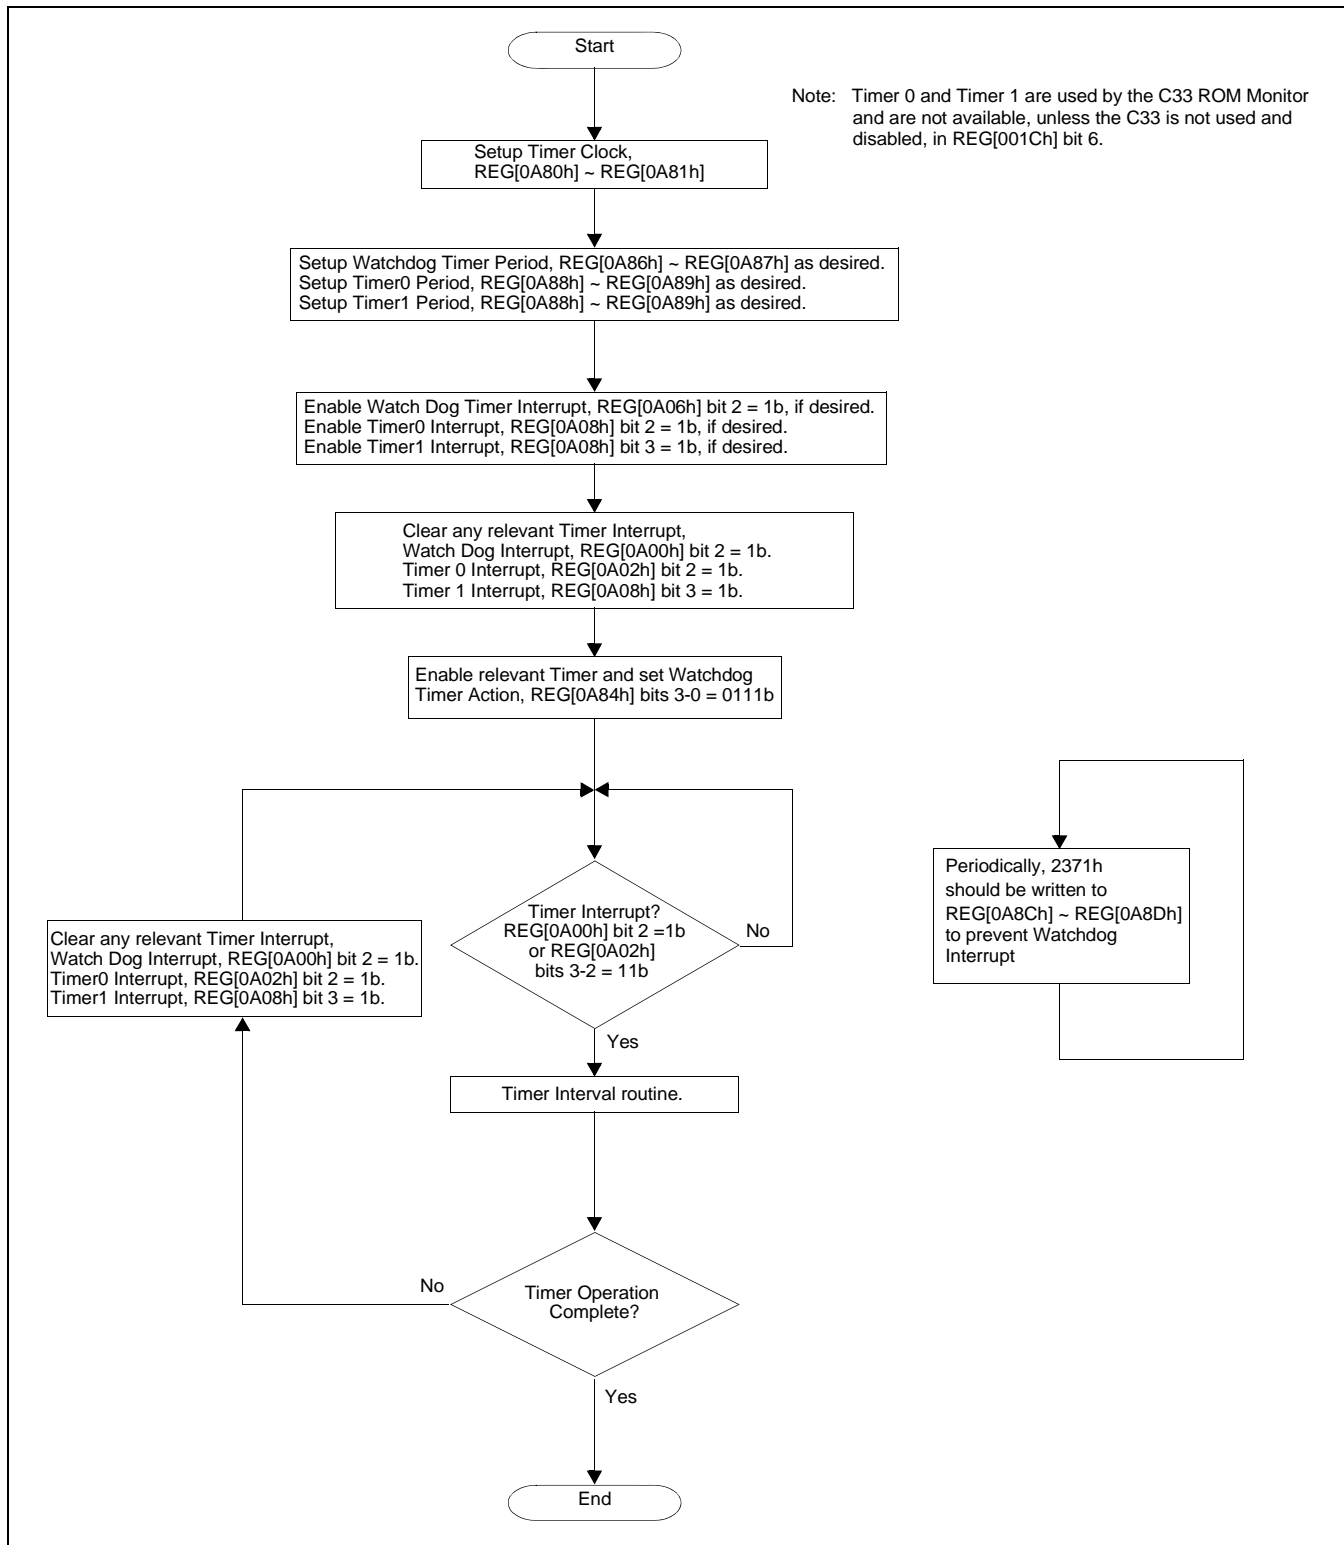 Start
Note: Timer 0 and Timer 1 are used by the C33 ROM Monitor
and are not available, unless the C33 is not used and
disabled, in REG[001Ch] bit 6.
Setup Timer Clock,
REG[0A80h] ~ REG[0A81h]
Setup Watchdog Timer Period, REG[0A86h] ~ REG[0A87h] as desired.
Setup Timer0 Period, REG[0A88h] ~ REG[0A89h] as desired.
Setup Timer1 Period, REG[0A88h] ~ REG[0A89h] as desired.
Enable Watch Dog Timer Interrupt, REG[0A06h] bit 2 = 1b, if desired.
Enable Timer0 Interrupt, REG[0A08h] bit 2 = 1b, if desired.
Enable Timer1 Interrupt, REG[0A08h] bit 3 = 1b, if desired.
Clear any relevant Timer Interrupt,
Watch Dog Interrupt, REG[0A00h] bit 2 = 1b.
Timer 0 Interrupt, REG[0A02h] bit 2 = 1b.
Timer 1 Interrupt, REG[0A08h] bit 3 = 1b.
Enable relevant Timer and set Watchdog
Timer Action, REG[0A84h] bits 3-0 = 0111b
Timer Interrupt?
REG[0A00h] bit 2 =1b
or REG[0A02h]
bits 3-2 = 11b
No
Yes
Clear any relevant Timer Interrupt,
Watch Dog Interrupt, REG[0A00h] bit 2 = 1b.
Timer0 Interrupt, REG[0A02h] bit 2 = 1b.
Timer1 Interrupt, REG[0A08h] bit 3 = 1b.
Periodically, 2371h
should be written to
REG[0A8Ch] ~ REG[0A8Dh]
to prevent Watchdog
Interrupt
Timer Interval routine.
No
Timer Operation
Complete?
Yes
End